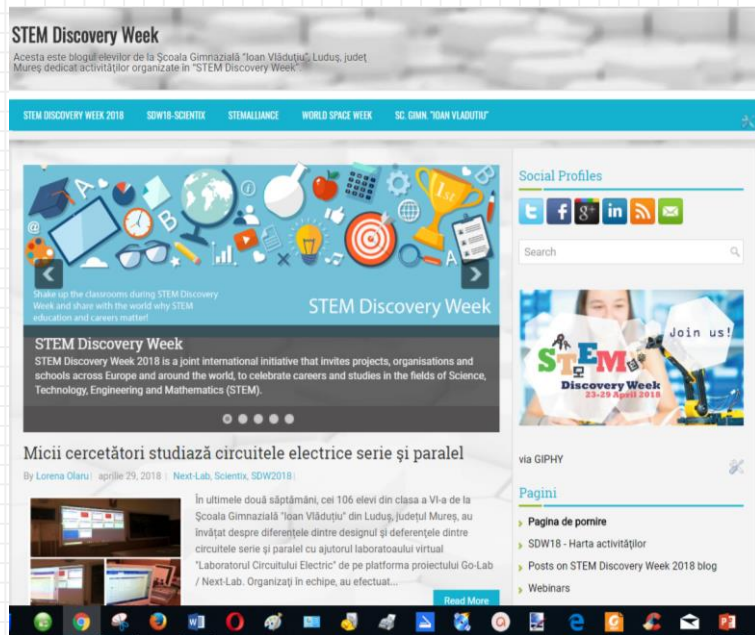 STEM Discovery Week
Acesta este blogul elevilor de la Școala Gimnazială "Ioan Vlăduțiu", Luduș, județ
Mureș dedicat activităților organizate în "STEM Discovery Week".
STEM DISCOVERY WEEK 2018 SDW18-SCIENTIX STEMALLIANCE WORLD SPACE WEEK SC. GIMN. "IOAN VLADUTIU"
1st
Shake up the classrooms during STEM Discovery
Week and share with the world why STEM
education and careers matter!
STEM Discovery Week
STEM Discovery Week
STEM Discovery Week 2018 is a joint international initiative that invites projects, organisations and
schools across Europe and around the world, to celebrate careers and studies in the fields of Science,
Technology, Engineering and Mathematics (STEM).
Micii cercetători studiază circuitele electrice serie și paralel
By Lorena Olaru | aprilie 29, 2018 | Next-Lab, Scientix, SDW2018 |
În ultimele două săptămâni, cei 106 elevi din clasa a VI-a de la
Școala Gimnazială "Ioan Vlăduțiu" din Luduș, județul Mureș, au
învățat despre diferențele dintre designul și deferențele dintre
circuitele serie și paralel cu ajutorul laboratoaului virtual
"Laboratorul Circuitului Electric" de pe platforma proiectului Go-Lab
/ Next-Lab. Organizați în echipe, au efectuat...
Read More
Social Profiles
Search
Join us!
STEM
Discovery Week
23-29 April 2018
via GIPHY
Pagini
Pagina de pornire
SDW18 - Harta activităților
Posts on STEM Discovery Week 2018 blog
Webinars